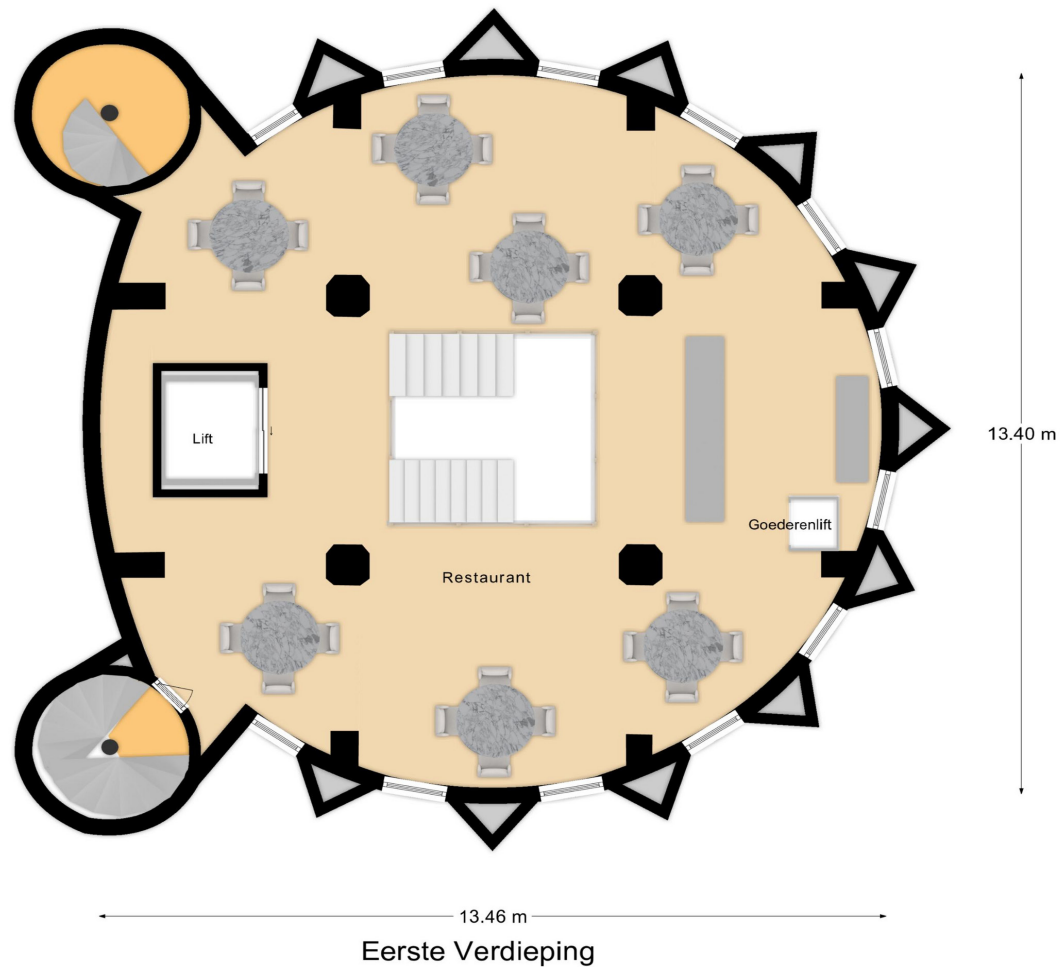 13.40 m
Lift
Goederenlift
Restaurant
13.46 m
Eerste Verdieping